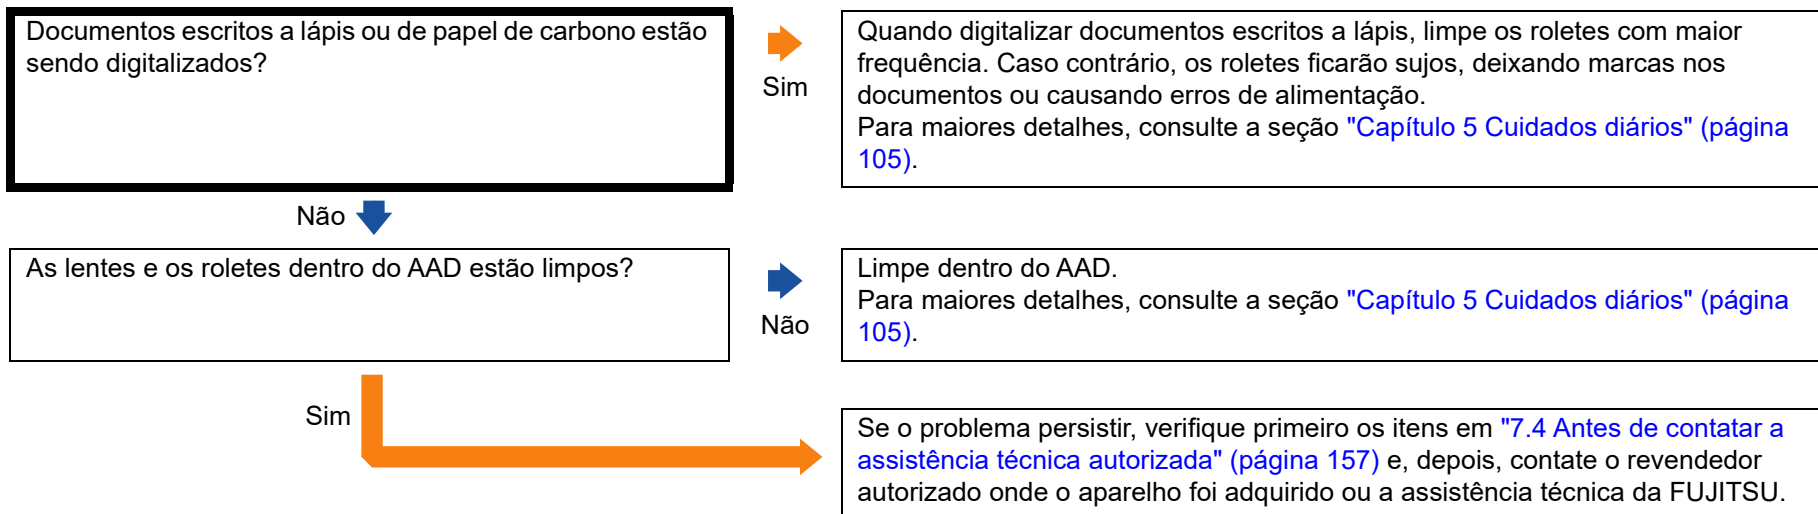 Documentos escritos a lápis ou de papel de carbono estão
sendo digitalizados?
Sim
Quando digitalizar documentos escritos a lápis, limpe os roletes com maior
frequência. Caso contrário, os roletes ficarão sujos, deixando marcas nos
documentos ou causando erros de alimentação.
Para maiores detalhes, consulte a seção "Capítulo 5 Cuidados diários" (página
105).
Não
As lentes e os roletes dentro do AAD estão limpos?
Não
Limpe dentro do AAD.
Para maiores detalhes, consulte a seção "Capítulo 5 Cuidados diários" (página
105).
Sim
Se o problema persistir, verifique primeiro os itens em "7.4 Antes de contatar a
assistência técnica autorizada" (página 157) e, depois, contate o revendedor
autorizado onde o aparelho foi adquirido ou a assistência técnica da FUJITSU.